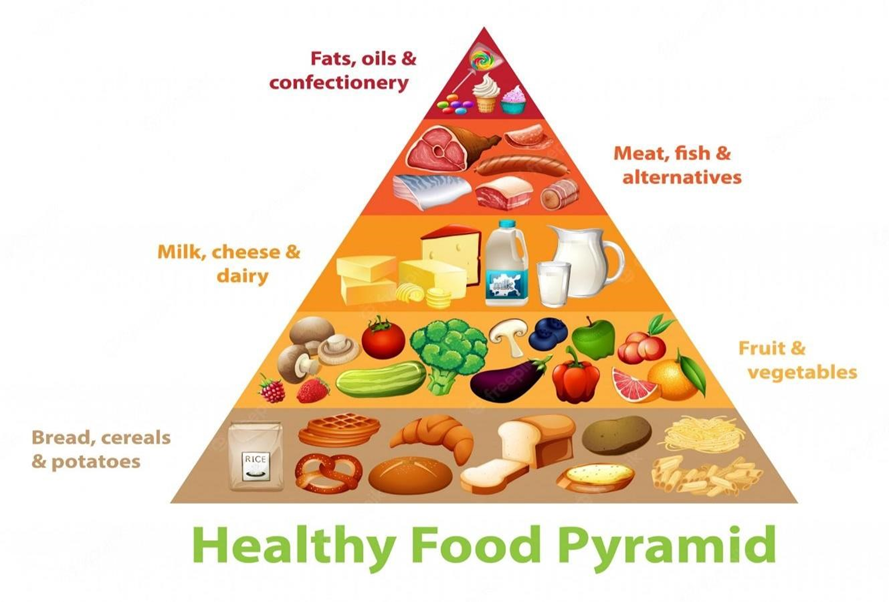 Fats, oils &
confectionery
Meat, fish &
alternatives
Milk, cheese &
dairy
Fruit &
vegetables
Bread, cereals
& potatoes
RICE
Healthy Food Pyramid